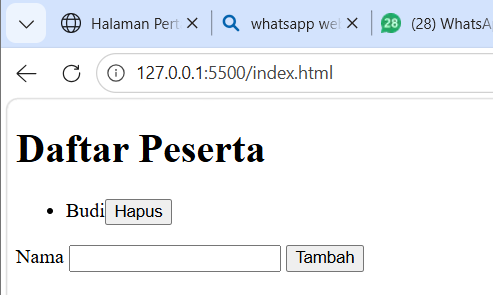 Halaman Pert
whatsapp we
(28) WhatsA
28
127.0.0.1:5500/index.html
Daftar Peserta
• Budi Hapus
Nama Tambah